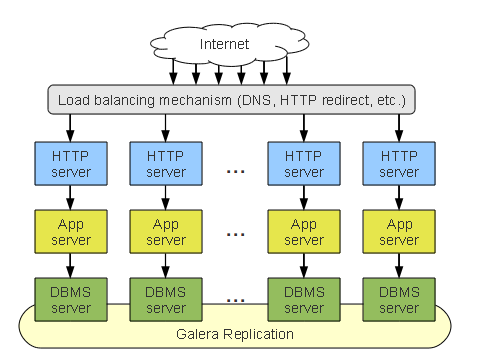 Internet
Load balancing mechanism (DNS, HTTP redirect, etc.)
HTTP server
HTTP server
...
HTTP server
HTTP server
App server
App server
...
App server
App server
DBMS server
DBMS server
...
DBMS server
DBMS server
Galera Replication